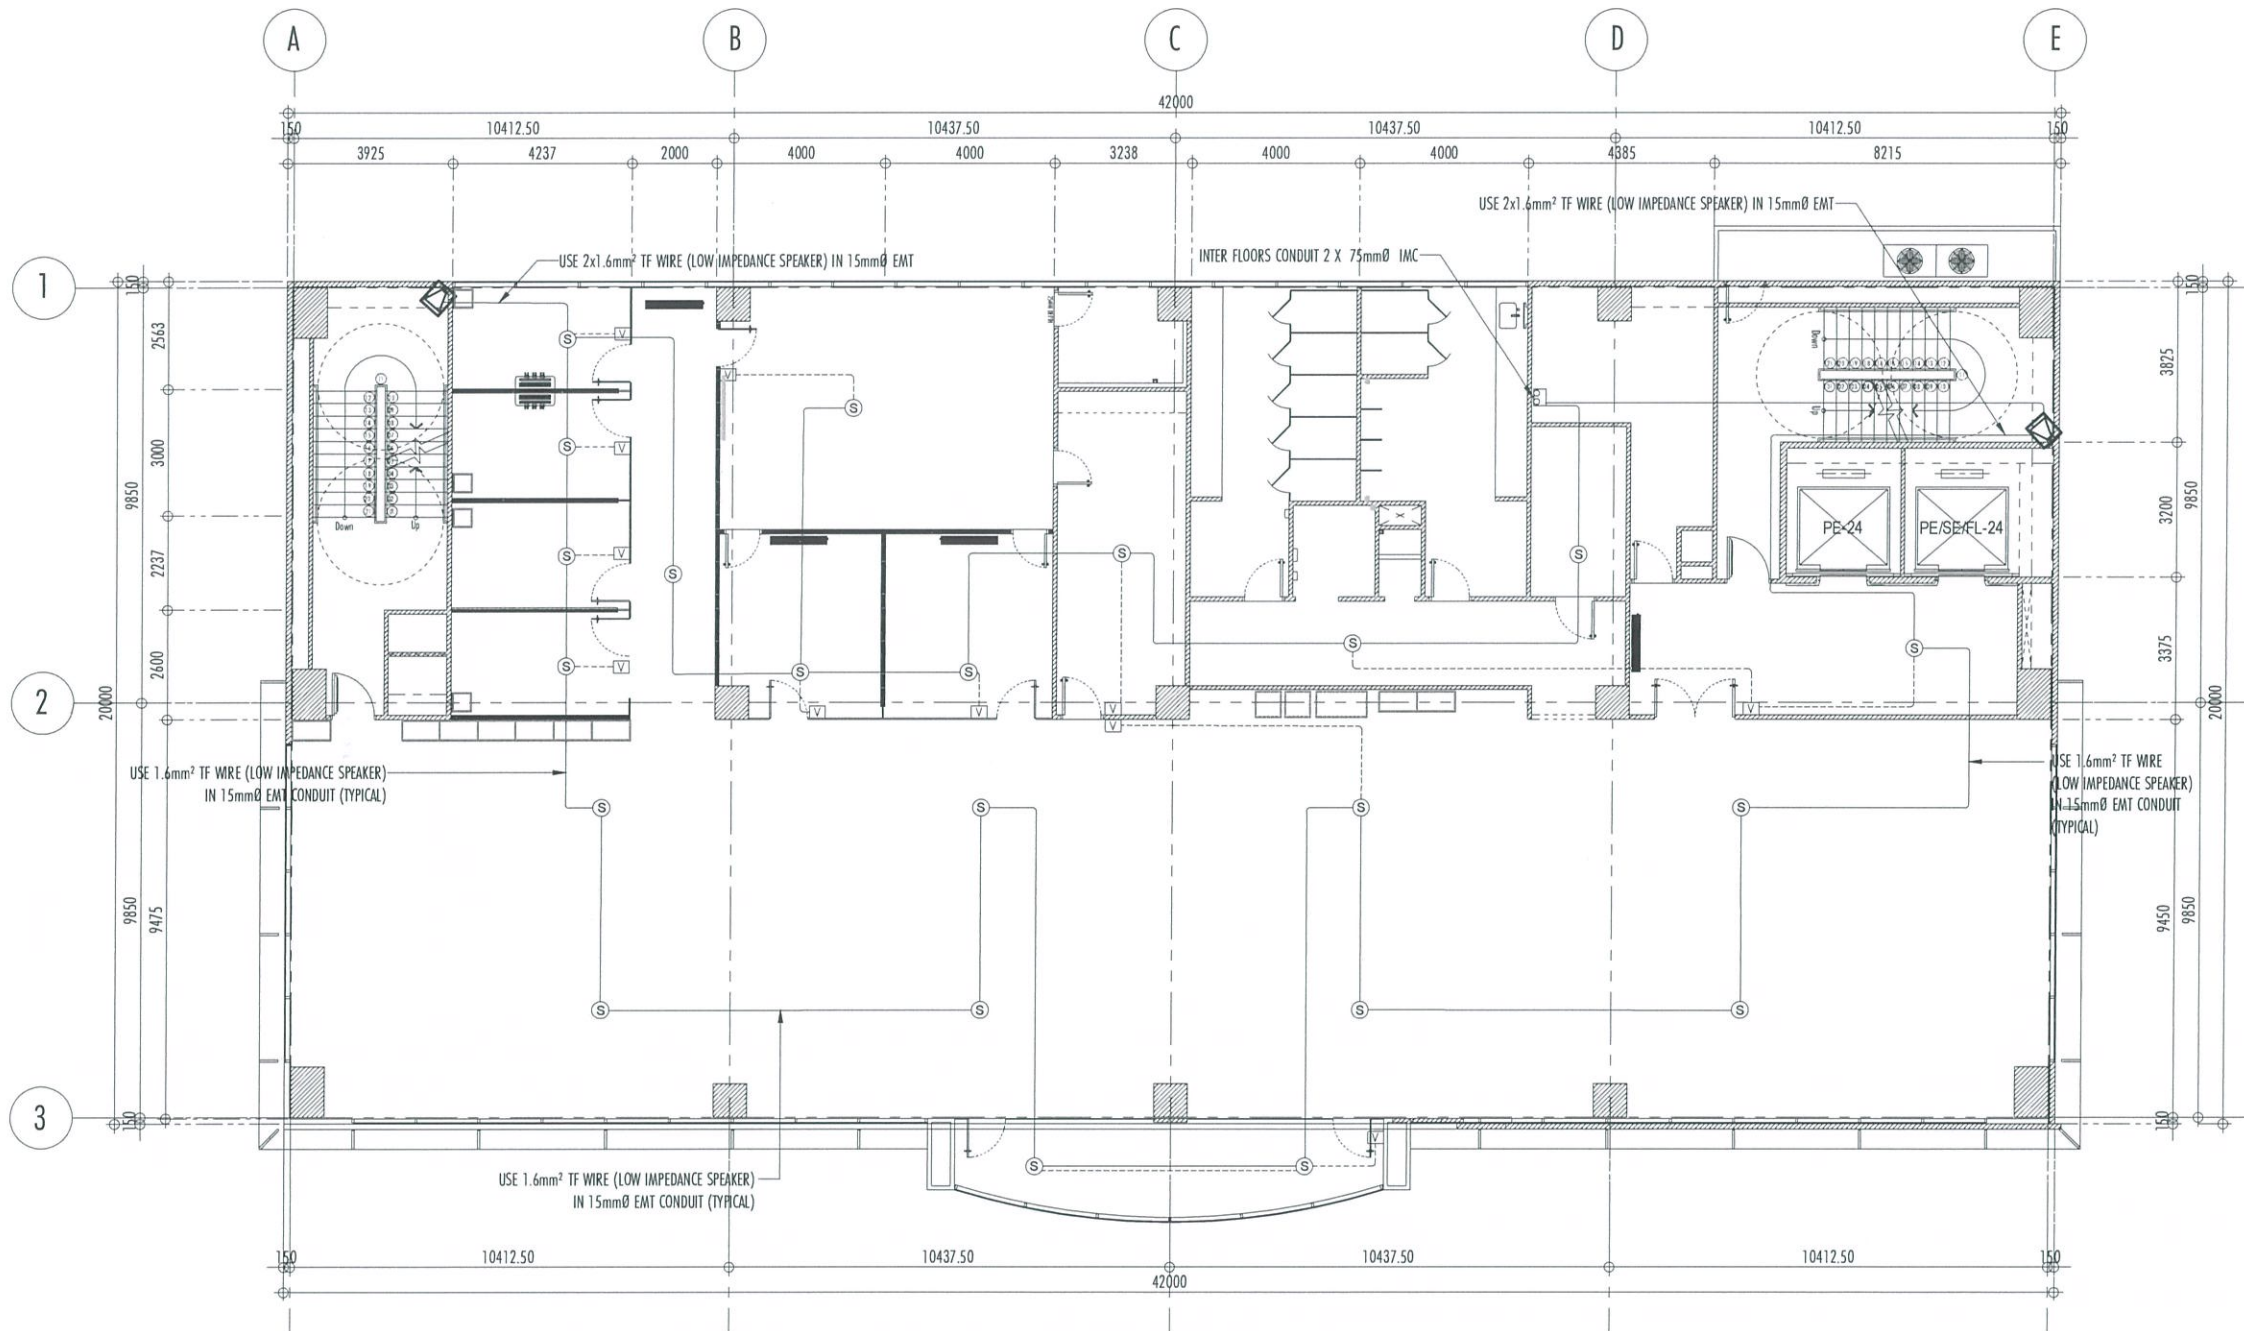 A
B
C
D
E
42000
150
10412.50
10437.50
10437.50
10412.50
150
3925
4237
2000
4000
4000
3238
4000
4000
4385
8215
USE 2x1.6mm² TF WIRE (LOW IMPEDANCE SPEAKER) IN 15mmØ EMT
USE 2x1.6mm² TF WIRE (LOW IMPEDANCE SPEAKER) IN 15mmØ EMT
INTER FLOORS CONDUIT 2 X 75mmØ IMC
1
2
3
150
2563
3000
9850
2237
2600
20000
9850
9475
150
150
3825
3200
9850
3375
20000
9450
9850
150
Down
Up
Down
Up
PE-24
PE/SE/FL-24
S
V
S
V
S
V
S
V
S
V
S
S
V
S
V
S
V
S
V
S
S
V
S
V
S
S
S
S
S
S
S
S
S
S
V
USE 1.6mm² TF WIRE (LOW IMPEDANCE SPEAKER)
IN 15mmØ EMT CONDUIT (TYPICAL)
USE 1.6mm² TF WIRE
(LOW IMPEDANCE SPEAKER)
IN 15mmØ EMT CONDUIT
(TYPICAL)
USE 1.6mm² TF WIRE (LOW IMPEDANCE SPEAKER)
IN 15mmØ EMT CONDUIT (TYPICAL)
150
10412.50
10437.50
10437.50
10412.50
150
42000